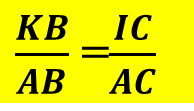 KB/AB = IC/AC